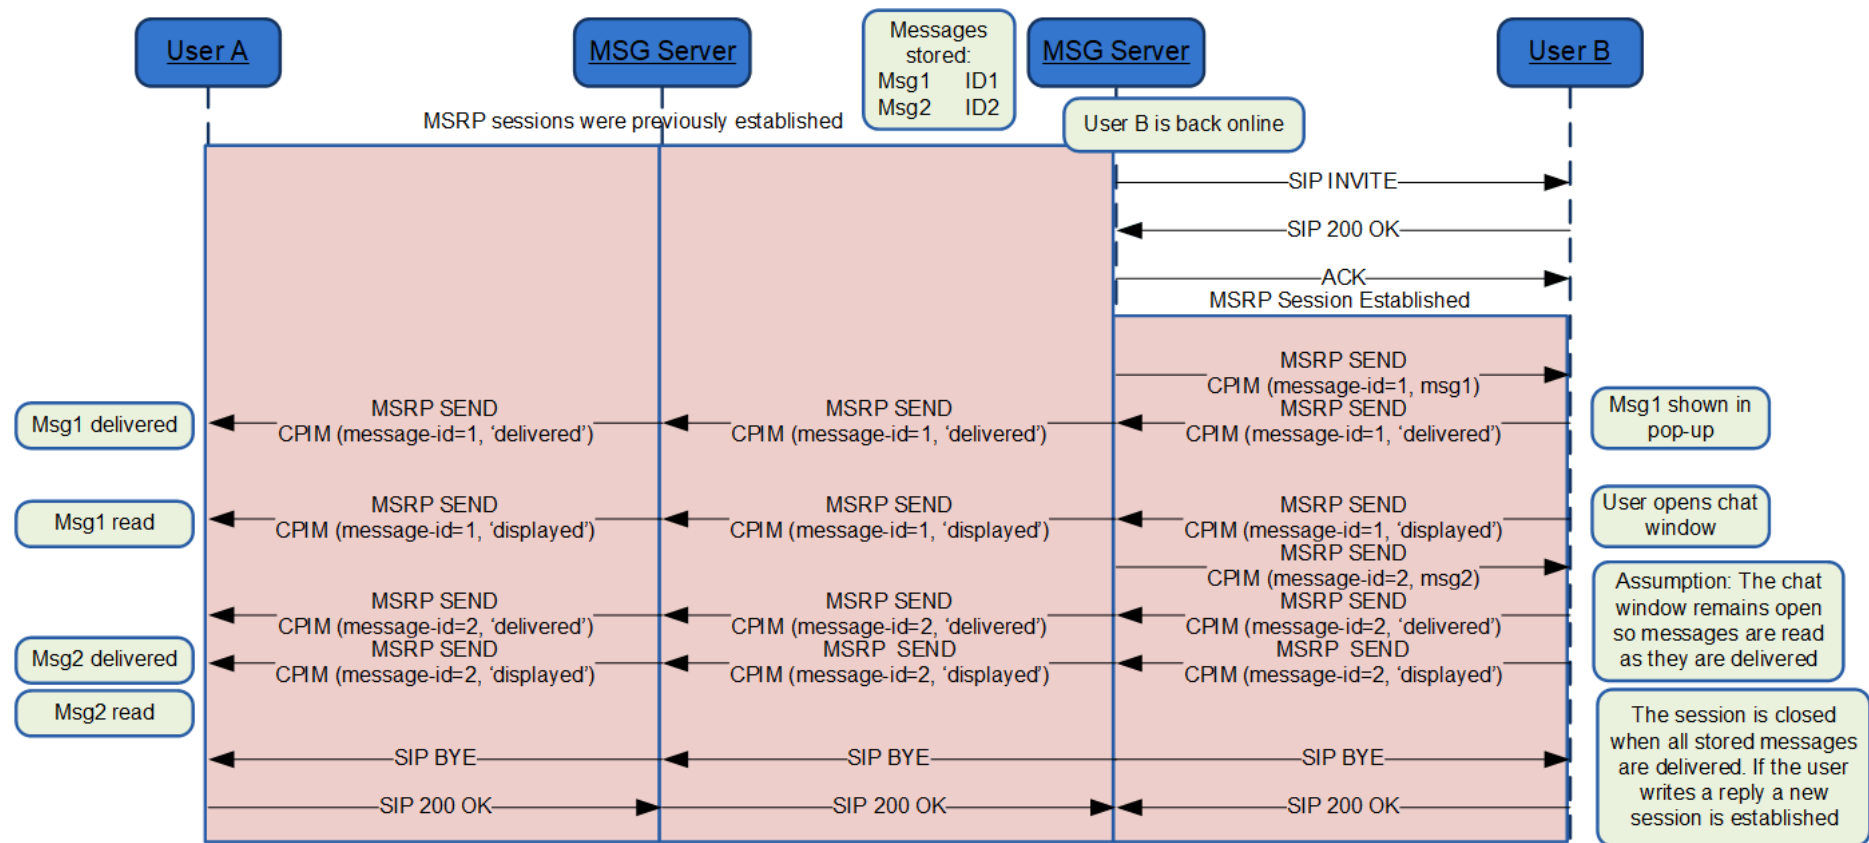 User A
MSG Server
Messages
stored:
Msg1 ID1
Msg2 ID2
MSG Server
User B
MSRP sessions were previously established
User B is back online
SIP INVITE
SIP 200 OK
ACK
MSRP Session Established
MSRP SEND
CPIM (message-id=1, msg1)
Msg1 delivered
MSRP SEND
CPIM (message-id=1, ‘delivered’)
MSRP SEND
CPIM (message-id=1, ‘delivered’)
MSRP SEND
CPIM (message-id=1, ‘delivered’)
Msg1 shown in
pop-up
Msg1 read
MSRP SEND
CPIM (message-id=1, ‘displayed’)
MSRP SEND
CPIM (message-id=1, ‘displayed’)
MSRP SEND
CPIM (message-id=1, ‘displayed’)
User opens chat
window
MSRP SEND
CPIM (message-id=2, msg2)
MSRP SEND
CPIM (message-id=2, ‘delivered’)
MSRP SEND
CPIM (message-id=2, ‘delivered’)
MSRP SEND
CPIM (message-id=2, ‘delivered’)
Assumption: The chat
window remains open
so messages are read
as they are delivered
Msg2 delivered
MSRP SEND
CPIM (message-id=2, ‘displayed’)
MSRP SEND
CPIM (message-id=2, ‘displayed’)
MSRP SEND
CPIM (message-id=2, ‘displayed’)
Msg2 read
SIP BYE
SIP BYE
SIP BYE
The session is closed
when all stored messages
are delivered. If the user
writes a reply a new
session is established
SIP 200 OK
SIP 200 OK
SIP 200 OK